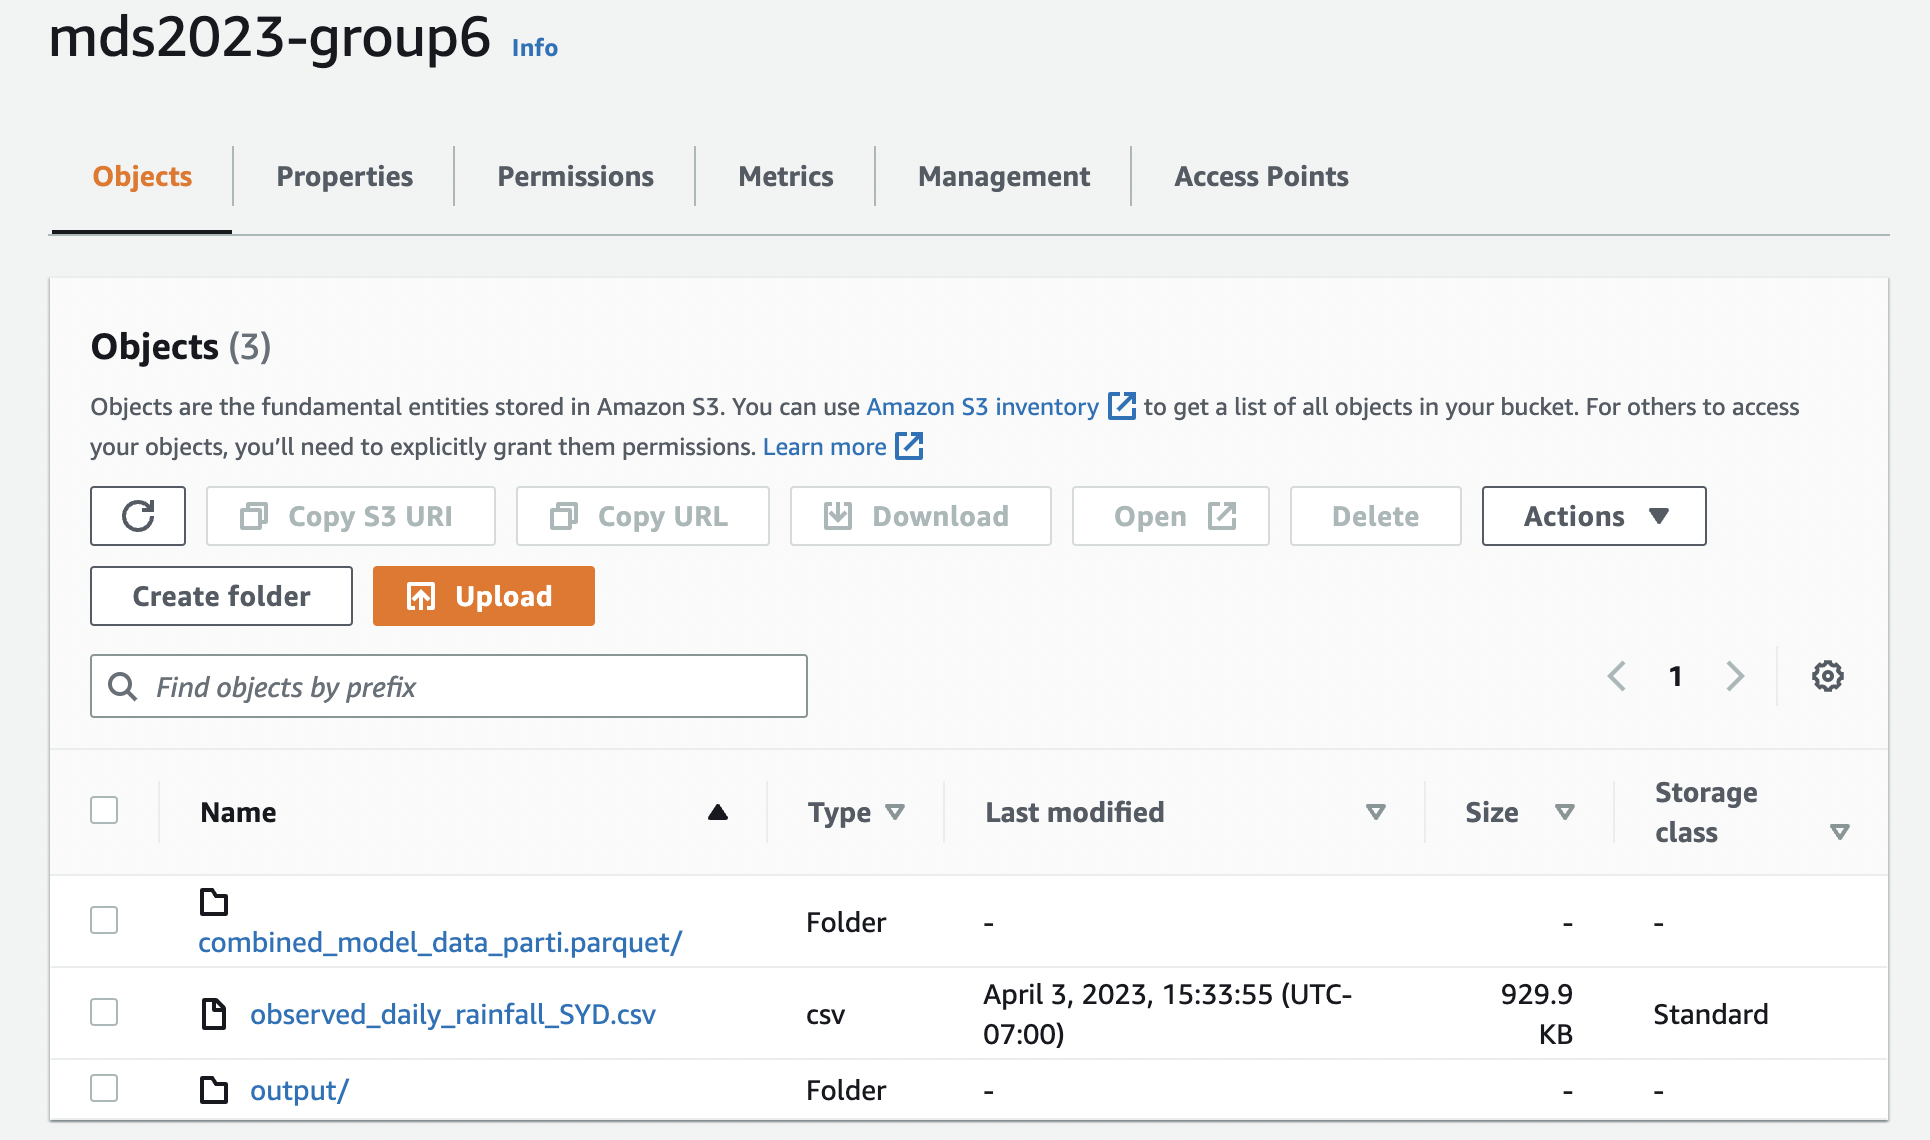 mds2023-group6 Info
Objects Properties Permissions Metrics Management Access Points
Objects (3)
Objects are the fundamental entities stored in Amazon S3. You can use Amazon S3 inventory to get a list of all objects in your bucket. For others to access
your objects, you’ll need to explicitly grant them permissions. Learn more
Copy S3 URI Copy URL Download Open Delete Actions
Create folder Upload
Find objects by prefix 1
Name Type Last modified Size Storage class
combined_model_data_parti.parquet/ Folder - - -
observed_daily_rainfall_SYD.csv csv April 3, 2023, 15:33:55 (UTC-07:00) 929.9 KB Standard
output/ Folder - - -